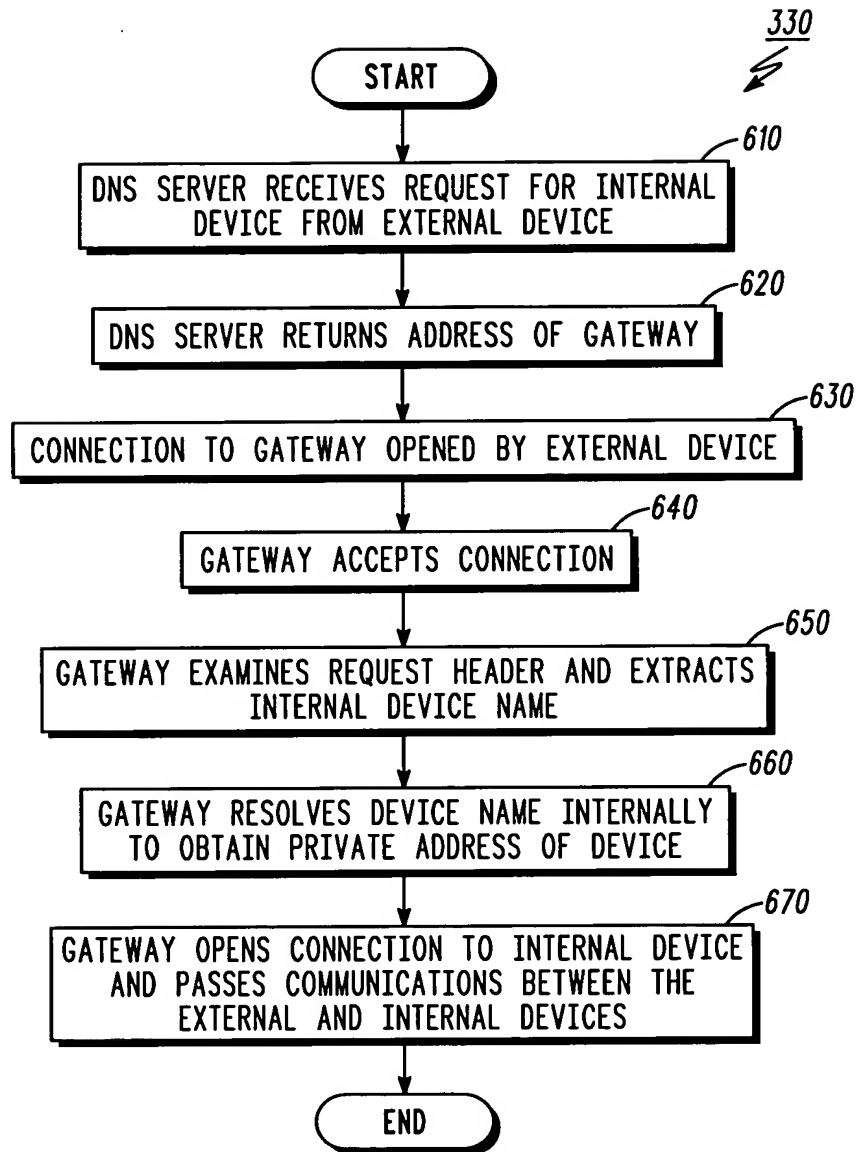 330
START
610
DNS SERVER RECEIVES REQUEST FOR INTERNAL
DEVICE FROM EXTERNAL DEVICE
620
DNS SERVER RETURNS ADDRESS OF GATEWAY
630
CONNECTION TO GATEWAY OPENED BY EXTERNAL DEVICE
640
GATEWAY ACCEPTS CONNECTION
650
GATEWAY EXAMINES REQUEST HEADER AND EXTRACTS
INTERNAL DEVICE NAME
660
GATEWAY RESOLVES DEVICE NAME INTERNALLY
TO OBTAIN PRIVATE ADDRESS OF DEVICE
670
GATEWAY OPENS CONNECTION TO INTERNAL DEVICE
AND PASSES COMMUNICATIONS BETWEEN THE
EXTERNAL AND INTERNAL DEVICES
END